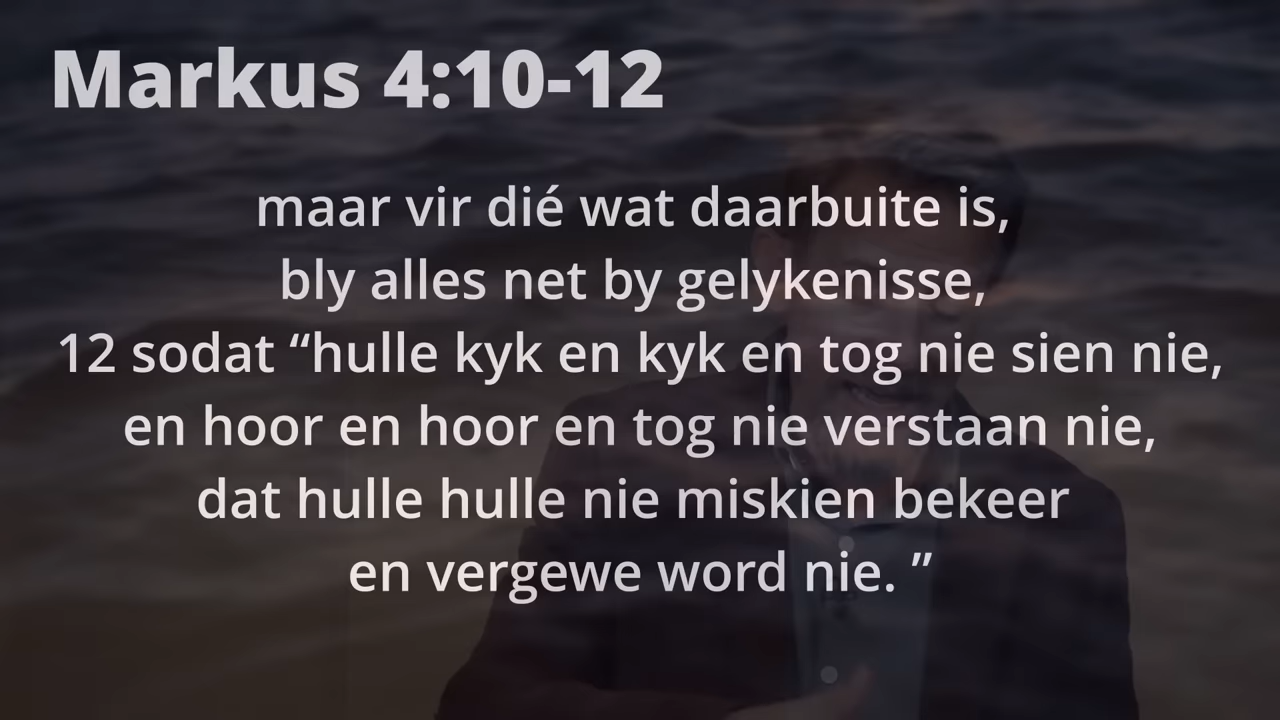 Markus 4:10-12
maar vir dié wat daarbuite is,
bly alles net by gelykenisse,
12 sodat “hulle kyk en kyk en tog nie sien nie,
en hoor en hoor en tog nie verstaan nie,
dat hulle hulle nie miskien bekeer
en vergewe word nie. ”